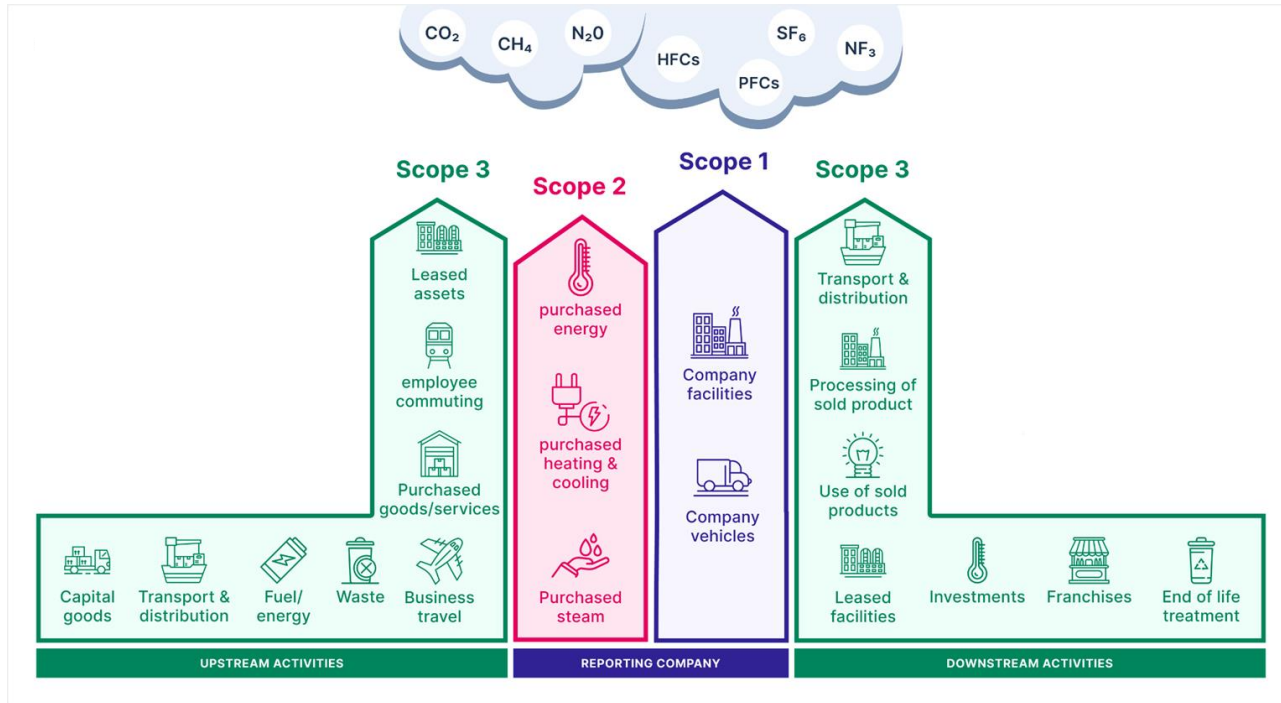 CO₂
CH₄
N₂0
HFCs
PFCs
SF₆
NF₃
Scope 3
Leased
assets
employee
commuting
Purchased
goods/services
Capital
goods
Transport &
distribution
Fuel/
energy
Waste
Business
travel
UPSTREAM ACTIVITIES
Scope 2
purchased
energy
purchased
heating &
cooling
Purchased
steam
Scope 1
Company
facilities
Company
vehicles
REPORTING COMPANY
Scope 3
Transport &
distribution
Processing of
sold product
Use of sold
products
Leased
facilities
Investments
Franchises
End of life
treatment
DOWNSTREAM ACTIVITIES